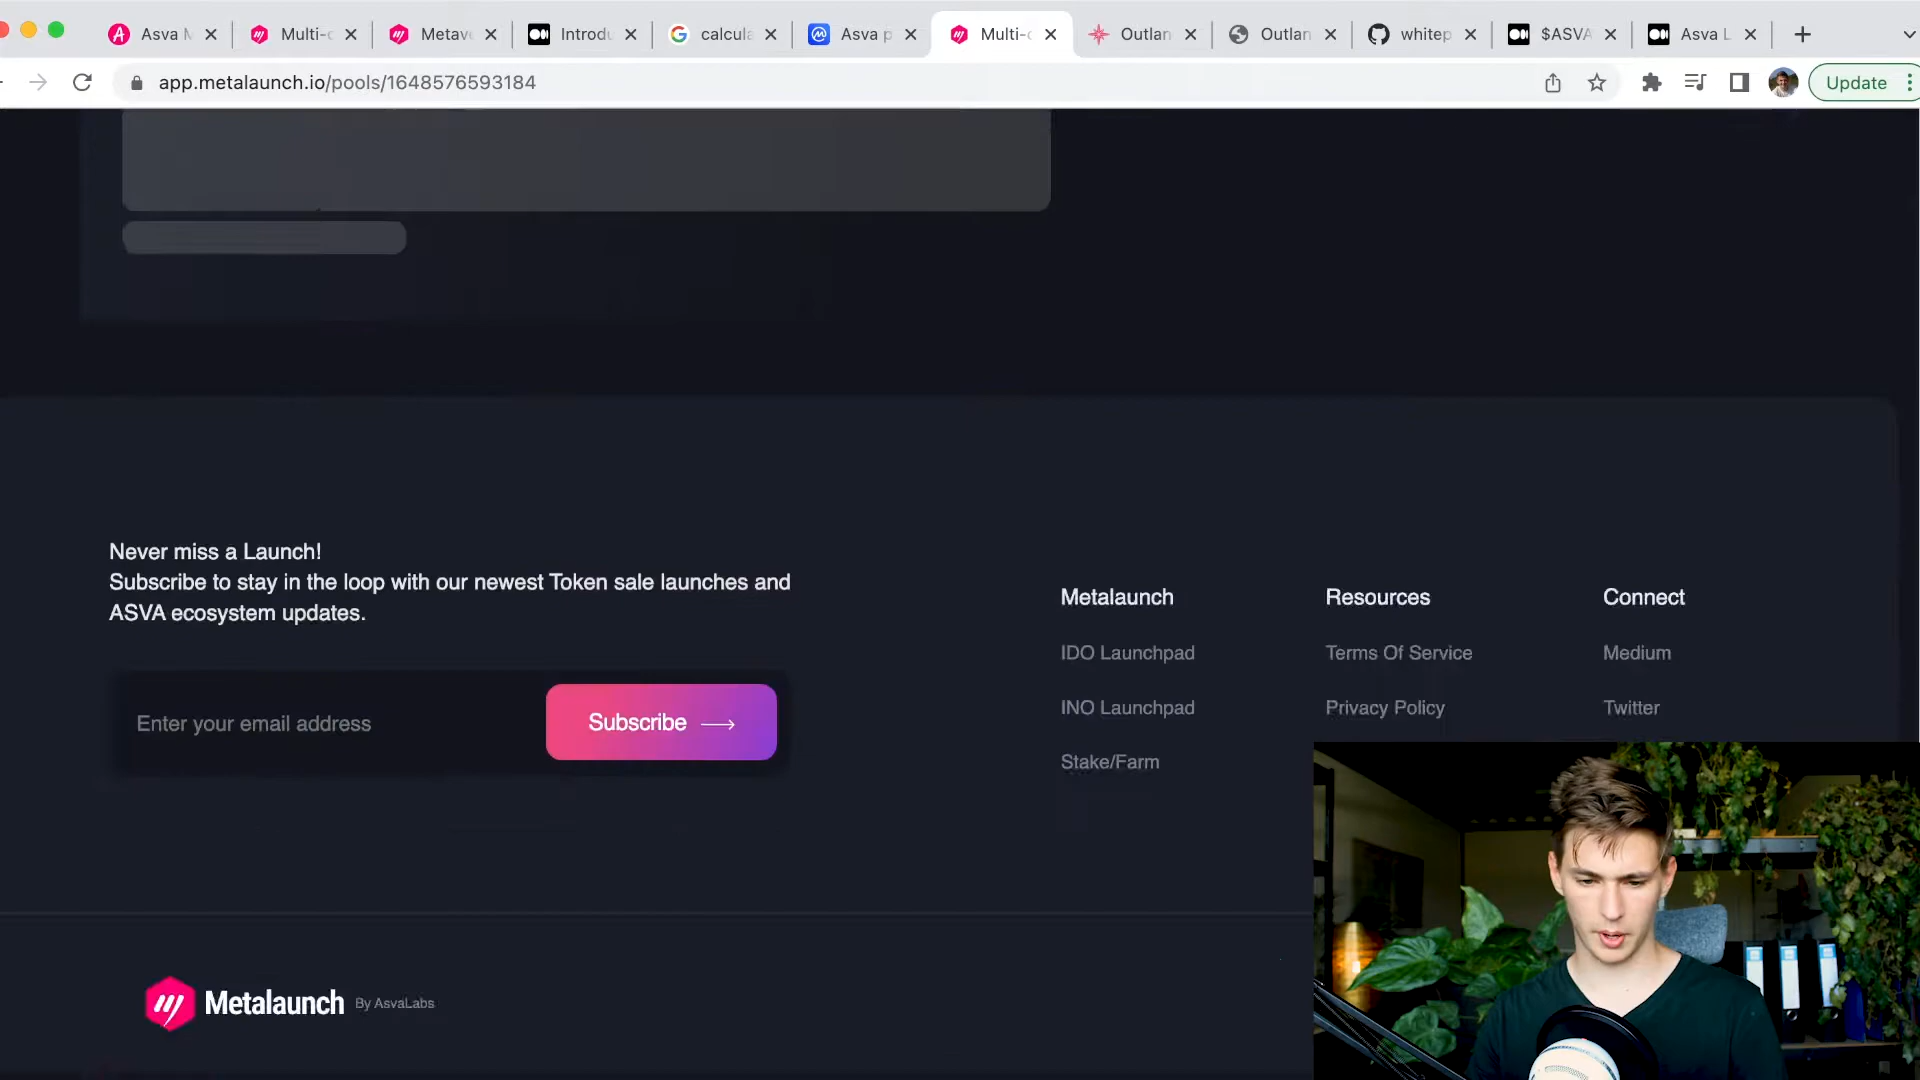 Asva M
Multi-c
Metave
Introdu
calcula
Asva p
Multi-c
Outlan
Outlan
whitep
$ASVA
Asva L
app.metalaunch.io/pools/1648576593184
Update
Never miss a Launch!
Subscribe to stay in the loop with our newest Token sale launches and
ASVA ecosystem updates.
Enter your email address
Subscribe
Metalaunch
IDO Launchpad
INO Launchpad
Stake/Farm
Resources
Terms Of Service
Privacy Policy
Connect
Medium
Twitter
Metalaunch By AsvaLabs